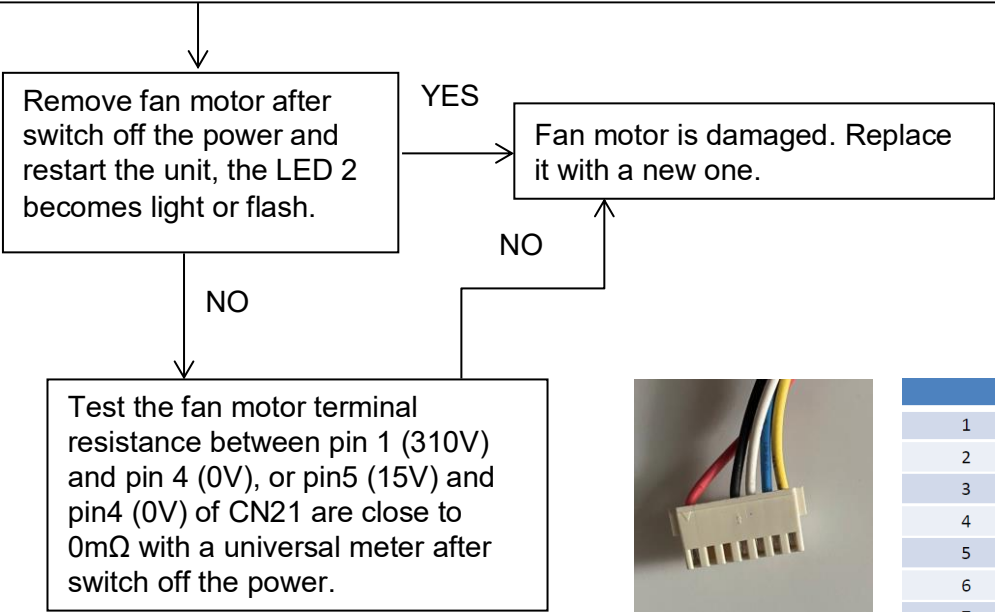 Remove fan motor after
switch off the power and
restart the unit, the LED 2
becomes light or flash.
YES
Fan motor is damaged. Replace
it with a new one.
NO
NO
Test the fan motor terminal
resistance between pin 1 (310V)
and pin 4 (0V), or pin5 (15V) and
pin4 (0V) of CN21 are close to
0mΩ with a universal meter after
switch off the power.
1
2
3
4
5
6